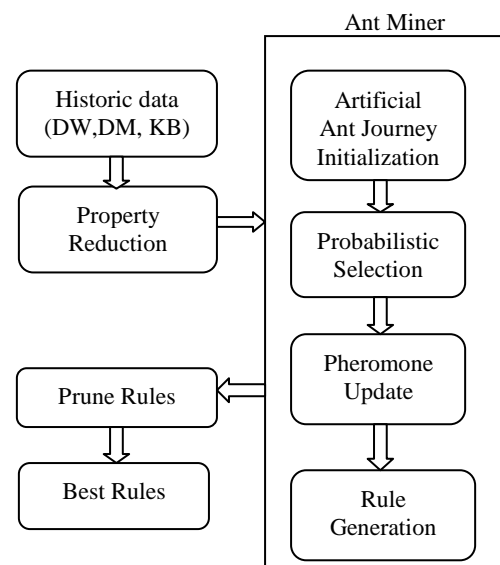 Ant Miner
Historic data
(DW,DM, KB)
Property
Reduction
Artificial
Ant Journey
Initialization
Probabilistic
Selection
Pheromone
Update
Rule
Generation
Prune Rules
Best Rules